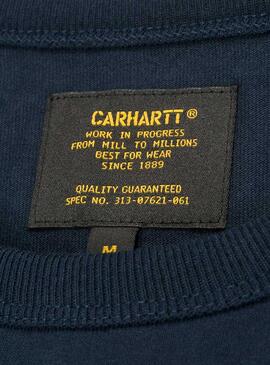 CARHARTT®
WORK IN PROGRESS
FROM MILL TO MILLIONS
BEST FOR WEAR
SINCE 1889
QUALITY GUARANTEED
SPEC NO. 313-07621-061
M